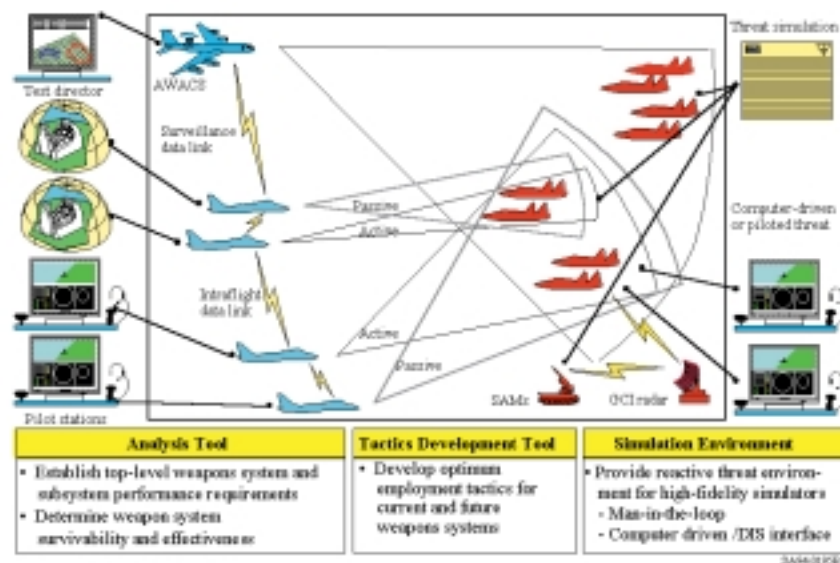 Test director
AWACS
Surveillance
data link
Passive
Active
Intraflight
data link
Active
Passive
SAMs
GCI radar
Pilot stations
Threat simulation
Computer-driven
or piloted threat
Analysis Tool
• Establish top-level weapons system and
subsystem performance requirements
• Determine weapon system
survivability and effectiveness
Tactics Development Tool
• Develop optimum
employment tactics for
current and future
weapons systems
Simulation Environment
• Provide reactive threat environ-
ment for high-fidelity simulators
- Man-in-the-loop
- Computer driven /DIS interface